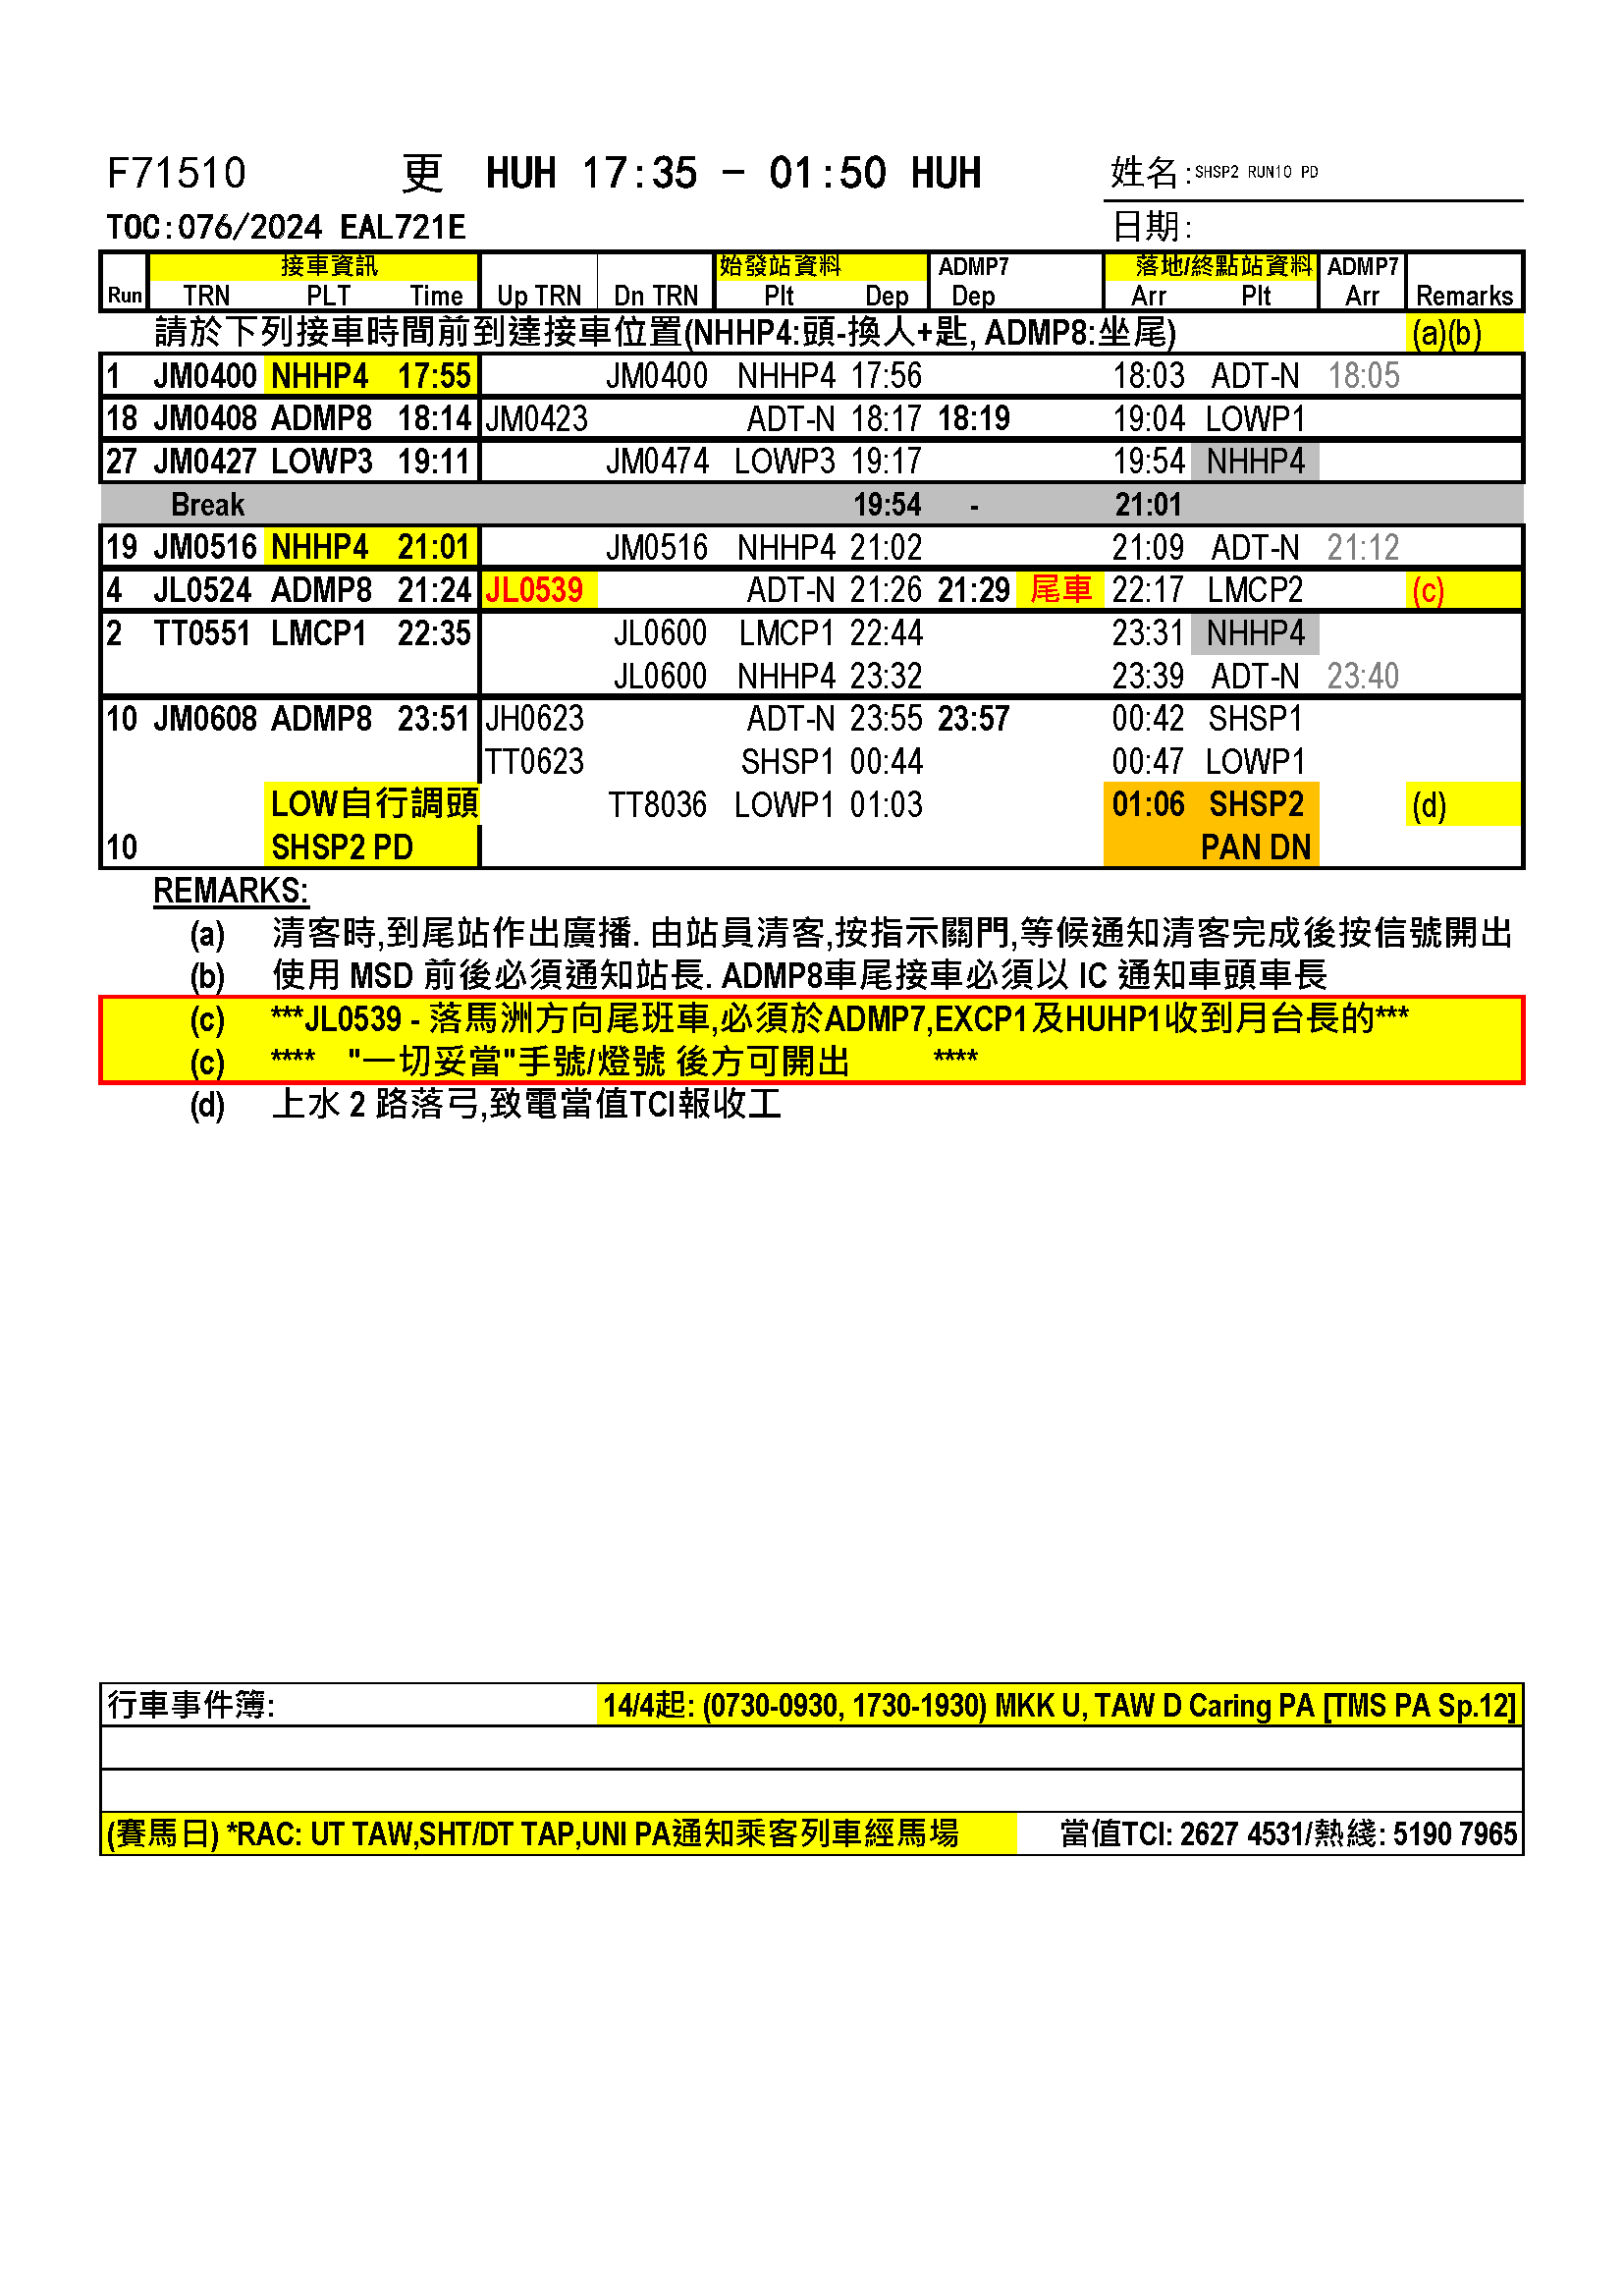 F71510 更 HUH 17:35 - 01:50 HUH 姓名:SHSP2 RUN10 PD
TOC:076/2024 EAL721E 日期:
接車資訊 始發站資料 ADMP7 落地/終點站資料 ADMP7
Run TRN PLT Time Up TRN Dn TRN Plt Dep Dep Arr Plt Arr Remarks
請於下列接車時間前到達接車位置(NHHP4:頭-換人+匙, ADMP8:坐尾) (a)(b)
1 JM0400 NHHP4 17:55 JM0400 NHHP4 17:56 18:03 ADT-N 18:05
18 JM0408 ADMP8 18:14 JM0423 ADT-N 18:17 18:19 19:04 LOWP1
27 JM0427 LOWP3 19:11 JM0474 LOWP3 19:17 19:54 NHHP4
Break 19:54 - 21:01
19 JM0516 NHHP4 21:01 JM0516 NHHP4 21:02 21:09 ADT-N 21:12
4 JL0524 ADMP8 21:24 JL0539 ADT-N 21:26 21:29 尾車 22:17 LMCP2 (c)
2 TT0551 LMCP1 22:35 JL0600 LMCP1 22:44 23:31 NHHP4
JL0600 NHHP4 23:32 23:39 ADT-N 23:40
10 JM0608 ADMP8 23:51 JH0623 ADT-N 23:55 23:57 00:42 SHSP1
TT0623 SHSP1 00:44 00:47 LOWP1
LOW自行調頭 TT8036 LOWP1 01:03 01:06 SHSP2 (d)
10 SHSP2 PD PAN DN
REMARKS:
(a) 清客時,到尾站作出廣播. 由站員清客,按指示關門,等候通知清客完成後按信號開出
(b) 使用 MSD 前後必須通知站長. ADMP8車尾接車必須以 IC 通知車頭車長
(c) ***JL0539 - 落馬洲方向尾班車,必須於ADMP7,EXCP1及HUHP1收到月台長的***
(c) **** "一切妥當"手號/燈號 後方可開出 ****
(d) 上水 2 路落弓,致電當值TCI報收工
行車事件簿: 14/4起: (0730-0930, 1730-1930) MKK U, TAW D Caring PA [TMS PA Sp.12]
(賽馬日) *RAC: UT TAW,SHT/DT TAP,UNI PA通知乘客列車經馬場 當值TCI: 2627 4531/熱綫: 5190 7965